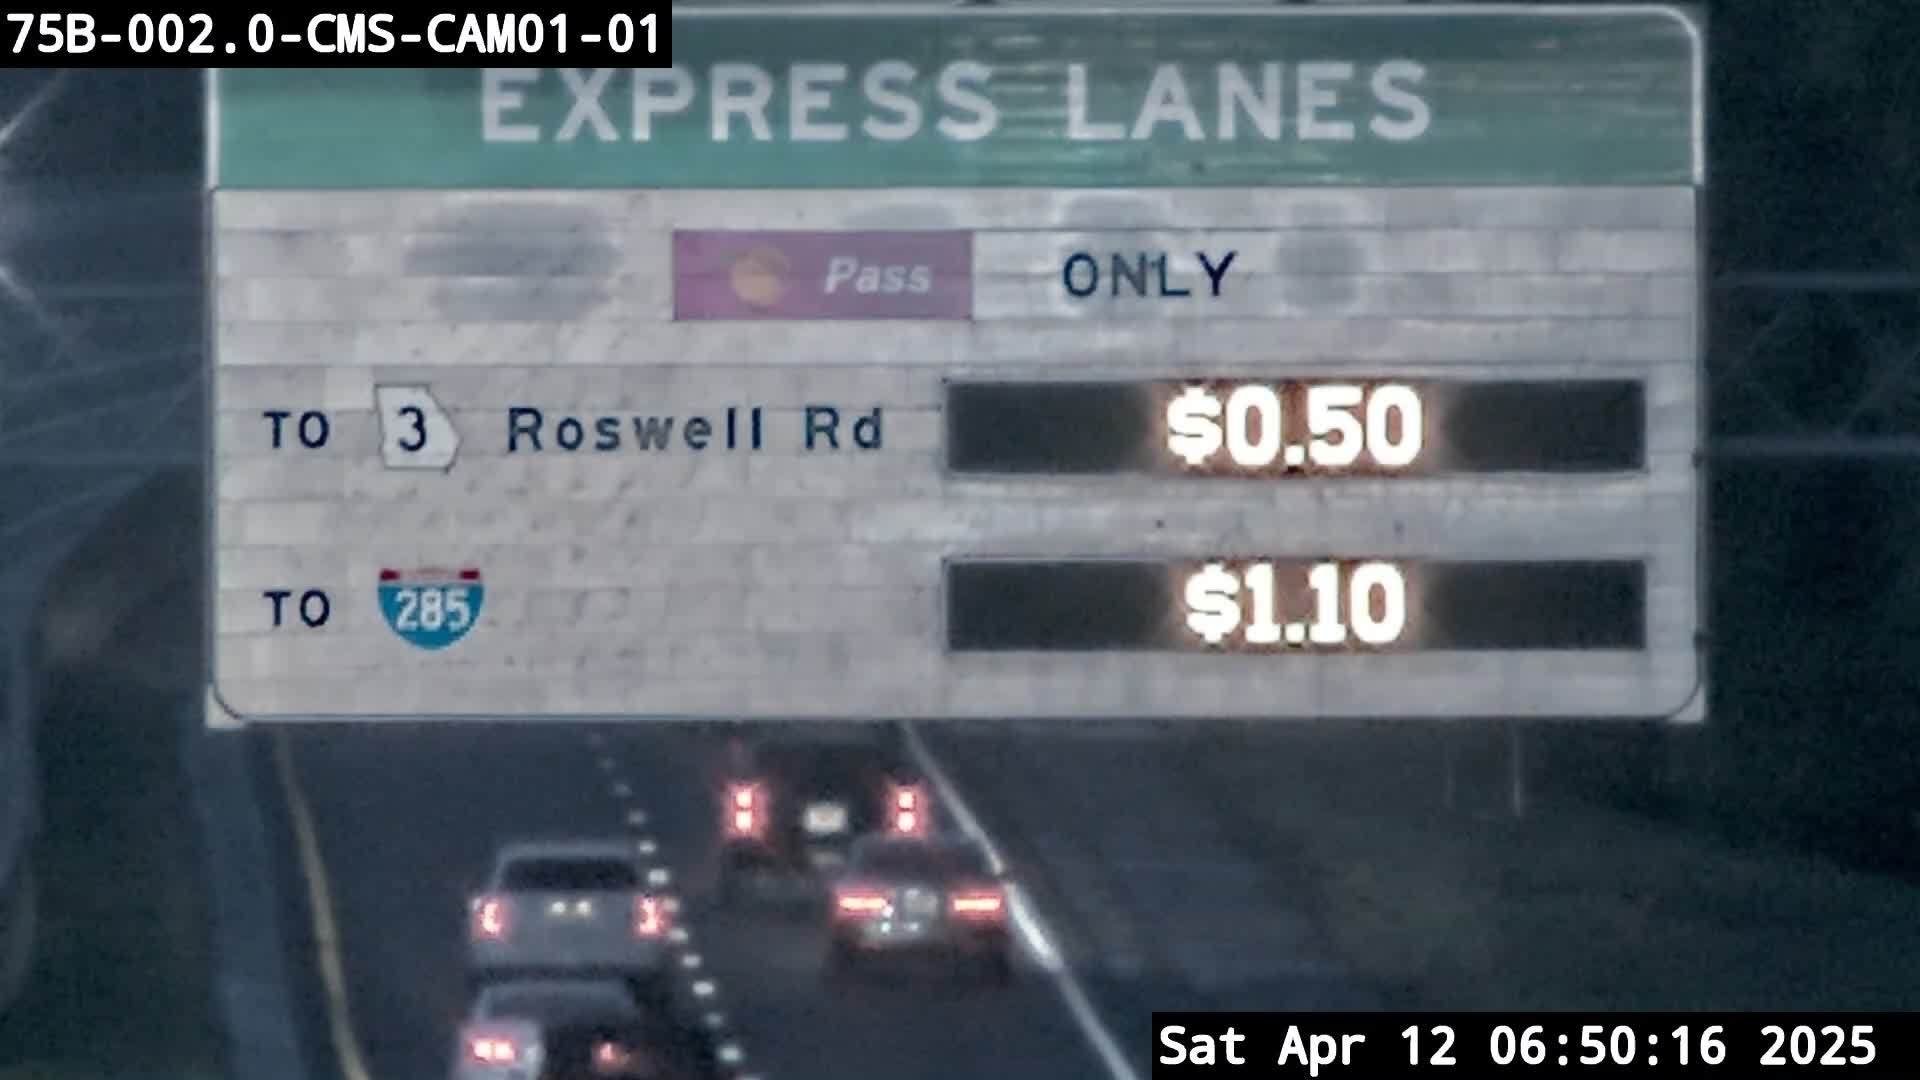 75B-002.0-CMS-CAM01-01
EXPRESS LANES
Pass ONLY
TO 3 Roswell Rd $0.50
TO 285 $1.10
Sat Apr 12 06:50:16 2025